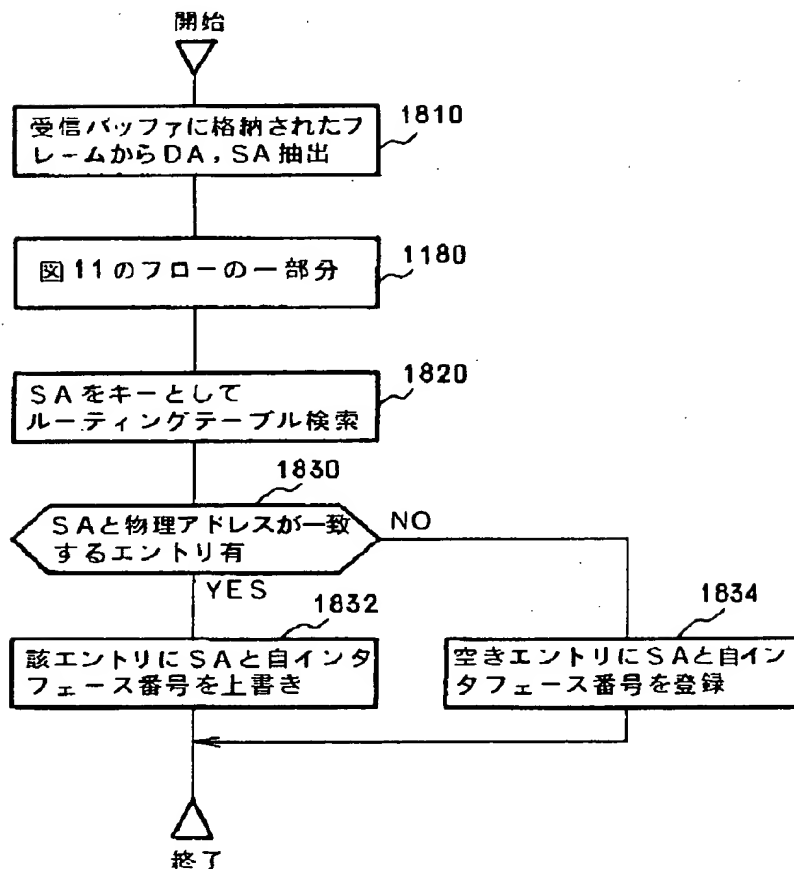 開始
受信バッファに格納されたフ
レームからDA,SA抽出
1810
図11のフローの一部分
1180
SAをキーとして
ルーティングテーブル検索
1820
1830
SAと物理アドレスが一致
するエントリ有
NO
YES
1832
該エントリにSAと自インタ
フェース番号を上書き
1834
空きエントリにSAと自イン
タフェース番号を登録
終了